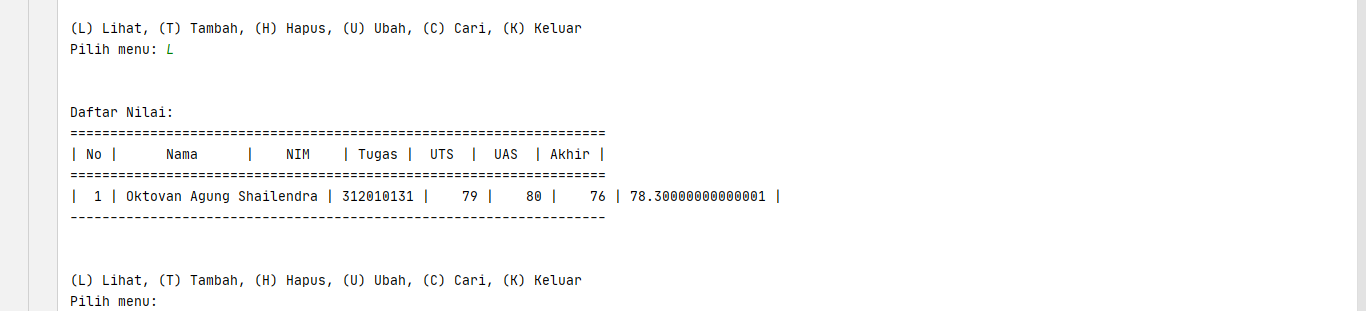 (L) Lihat, (T) Tambah, (H) Hapus, (U) Ubah, (C) Cari, (K) Keluar
Pilih menu: L
Daftar Nilai:
===================================================================
| No |      Nama      |    NIM    | Tugas |  UTS  |  UAS  | Akhir |
===================================================================
|  1 | Oktovan Agung Shailendra | 312010131 |    79 |    80 |    76 | 78.30000000000001 |
-------------------------------------------------------------------
(L) Lihat, (T) Tambah, (H) Hapus, (U) Ubah, (C) Cari, (K) Keluar
Pilih menu: